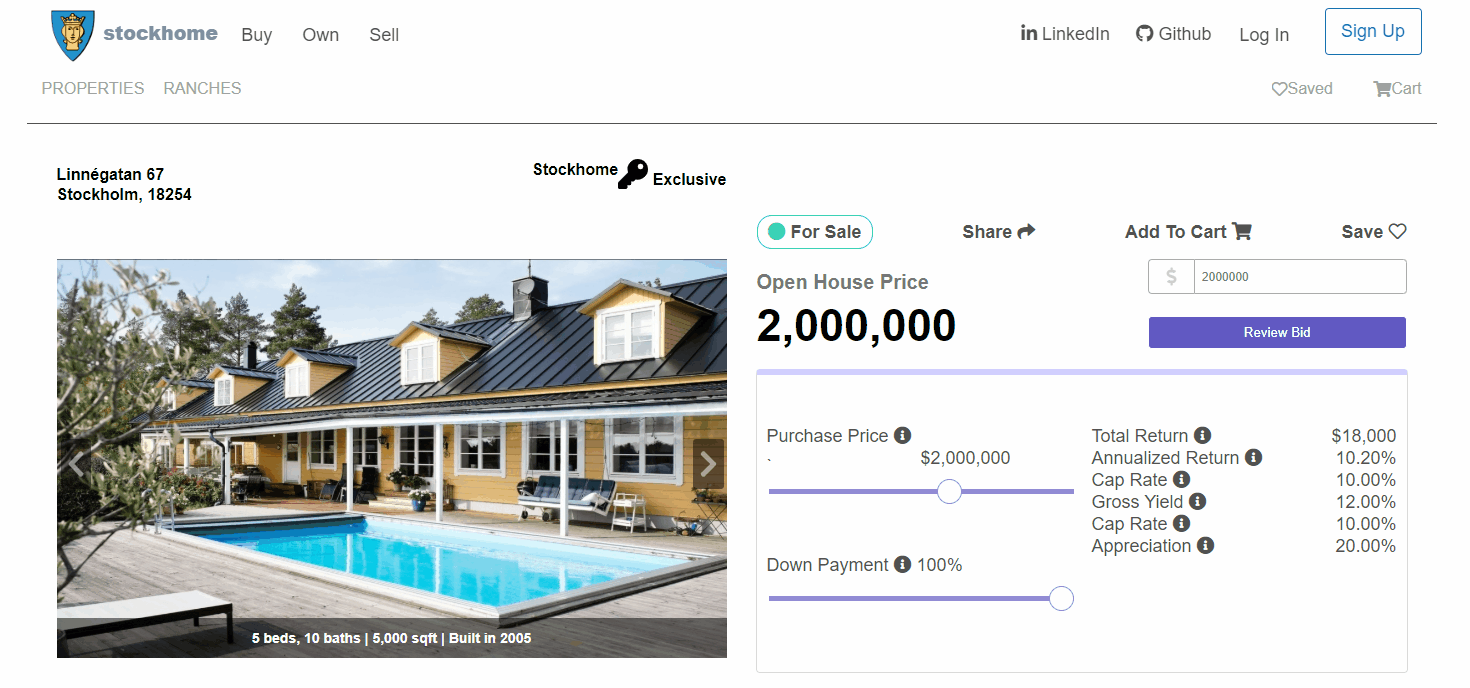 stockhome Buy Own Sell LinkedIn Github Log In Sign Up
PROPERTIES RANCHES Saved Cart
Linnégatan 67
Stockholm, 18254
Stockhome Exclusive
For Sale Share Add To Cart Save
Open House Price
2,000,000
$ 2000000
Review Bid
Purchase Price
` $2,000,000
Down Payment 100%
Total Return $18,000
Annualized Return 10.20%
Cap Rate 10.00%
Gross Yield 12.00%
Cap Rate 10.00%
Appreciation 20.00%
5 beds, 10 baths | 5,000 sqft | Built in 2005